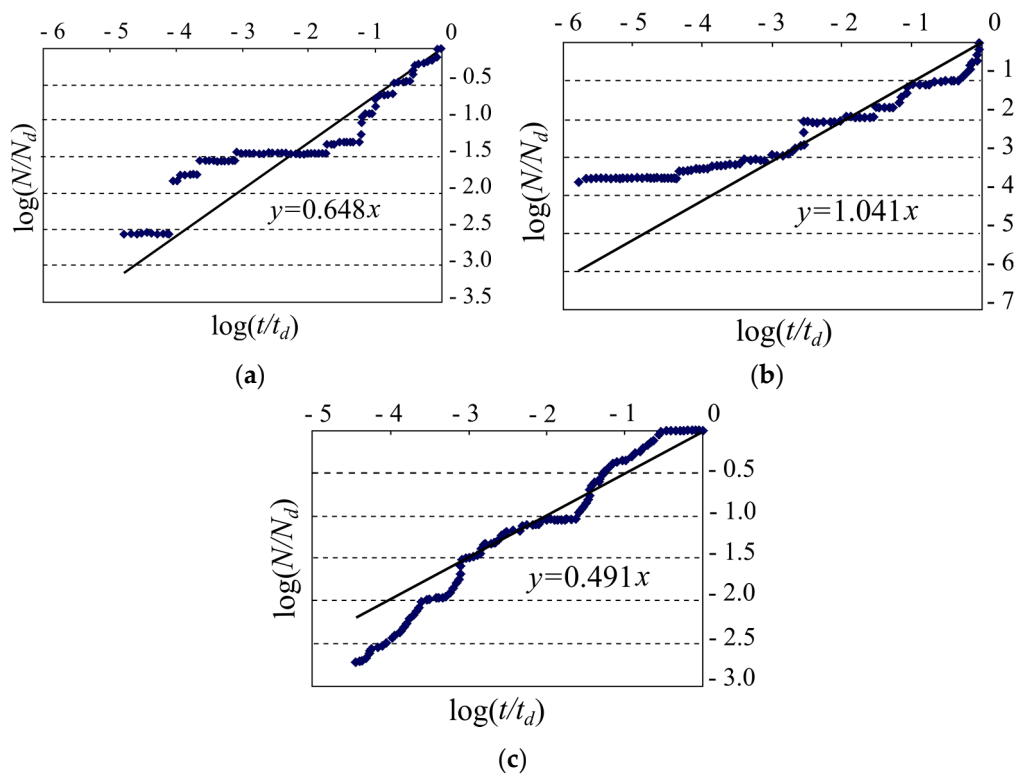 - 6 - 5 - 4 - 3 - 2 - 1 0
- 0.5
- 1.0
- 1.5
- 2.0
- 2.5
- 3.0
- 3.5
log(N/Nd)
y=0.648x
log(t/td)
(a)
- 6 - 5 - 4 - 3 - 2 - 1 0
- 1
- 2
- 3
- 4
- 5
- 6
- 7
log(N/Nd)
y=1.041x
log(t/td)
(b)
- 5 - 4 - 3 - 2 - 1 0
- 0.5
- 1.0
- 1.5
- 2.0
- 2.5
- 3.0
log(N/Nd)
y=0.491x
log(t/td)
(c)